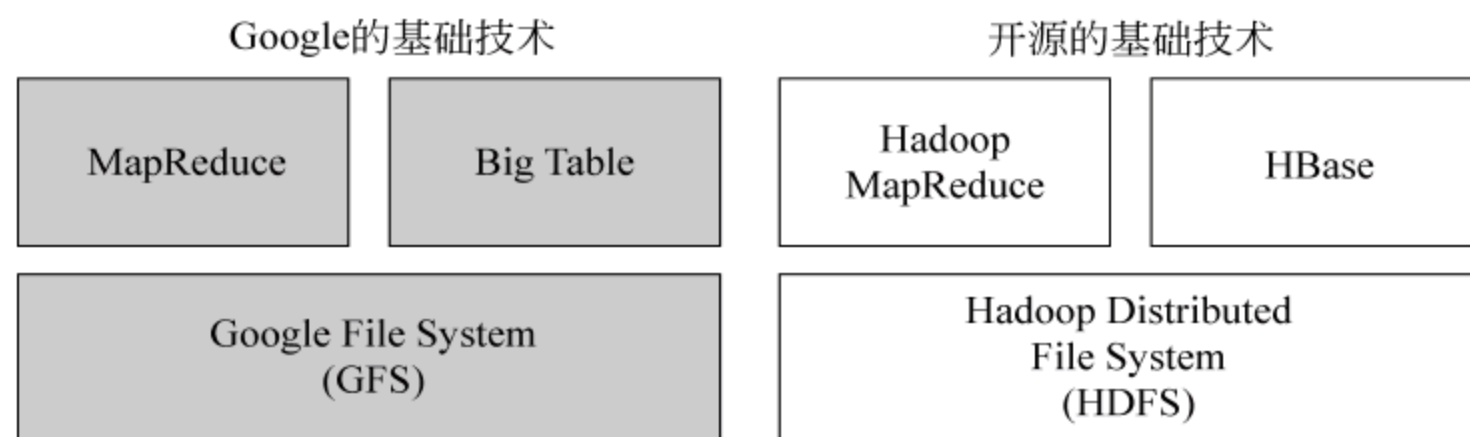 Google的基础技术
MapReduce
Big Table
Google File System
(GFS)
开源的基础技术
Hadoop
MapReduce
HBase
Hadoop Distributed
File System
(HDFS)